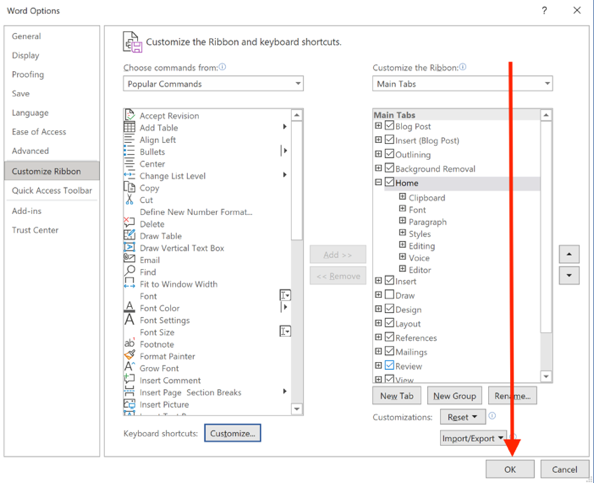 Word Options
?
General
Display
Proofing
Save
Language
Ease of Access
Advanced
Customize Ribbon
Quick Access Toolbar
Add-ins
Trust Center
Customize the Ribbon and keyboard shortcuts.
Choose commands from:
Popular Commands
Accept Revision
Add Table
Align Left
Bullets
Center
Change List Level
Copy
Cut
Define New Number Format...
Delete
Draw Table
Draw Vertical Text Box
Email
Find
Fit to Window Width
Font
Font Color
Font Settings
Font Size
Footnote
Format Painter
Grow Font
Insert Comment
Insert Page Section Breaks
Insert Picture
Keyboard shortcuts:
Customize...
Add >>
<< Remove
Customize the Ribbon:
Main Tabs
Main Tabs
Blog Post
Insert (Blog Post)
Outlining
Background Removal
Home
Clipboard
Font
Paragraph
Styles
Editing
Voice
Editor
Insert
Draw
Design
Layout
References
Mailings
Review
View
New Tab
New Group
Customizations:
Reset
Import/Export
OK
Cancel